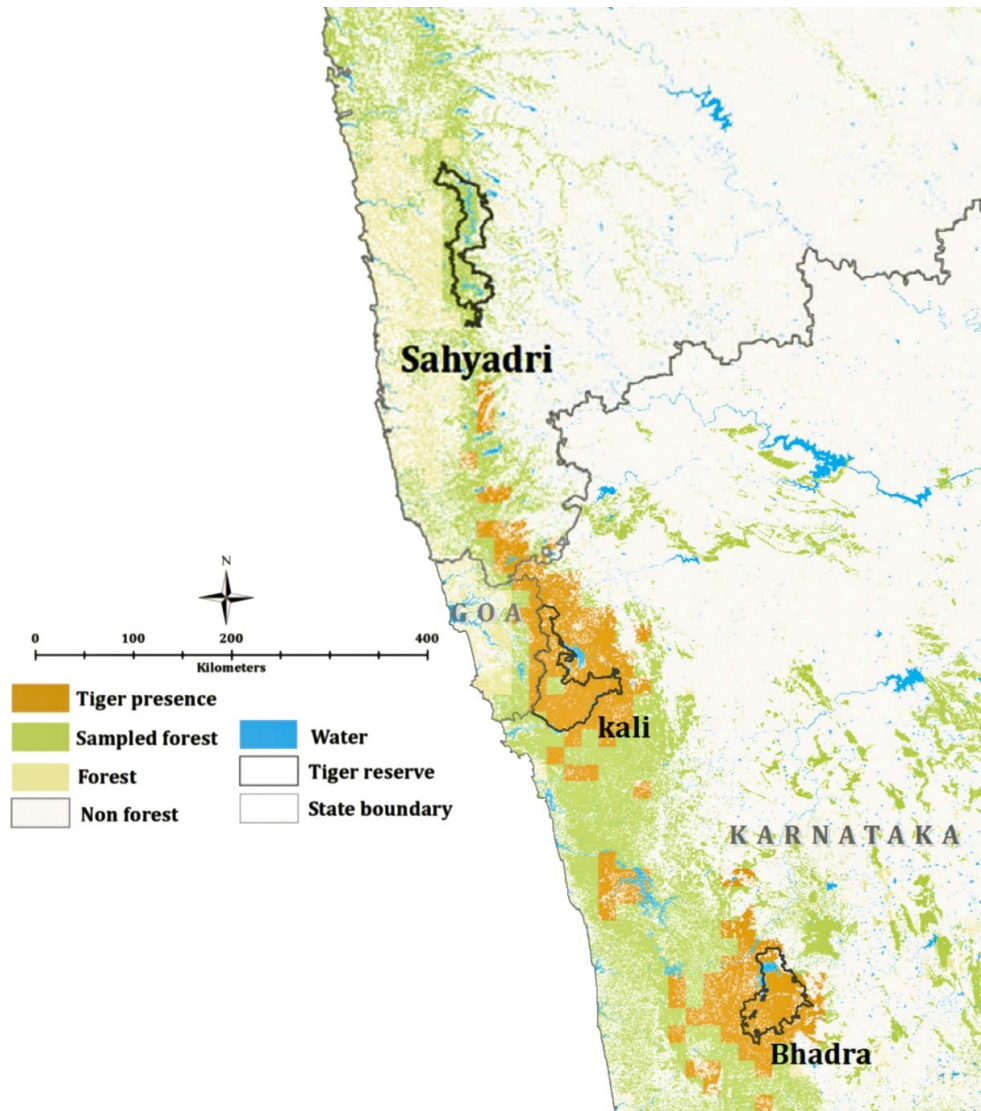 Sahyadri
GOA
N
0 100 200 400
Kilometers
kali
Tiger presence
Sampled forest
Water
Forest
Tiger reserve
Non forest
State boundary
KARNATAKA
Bhadra